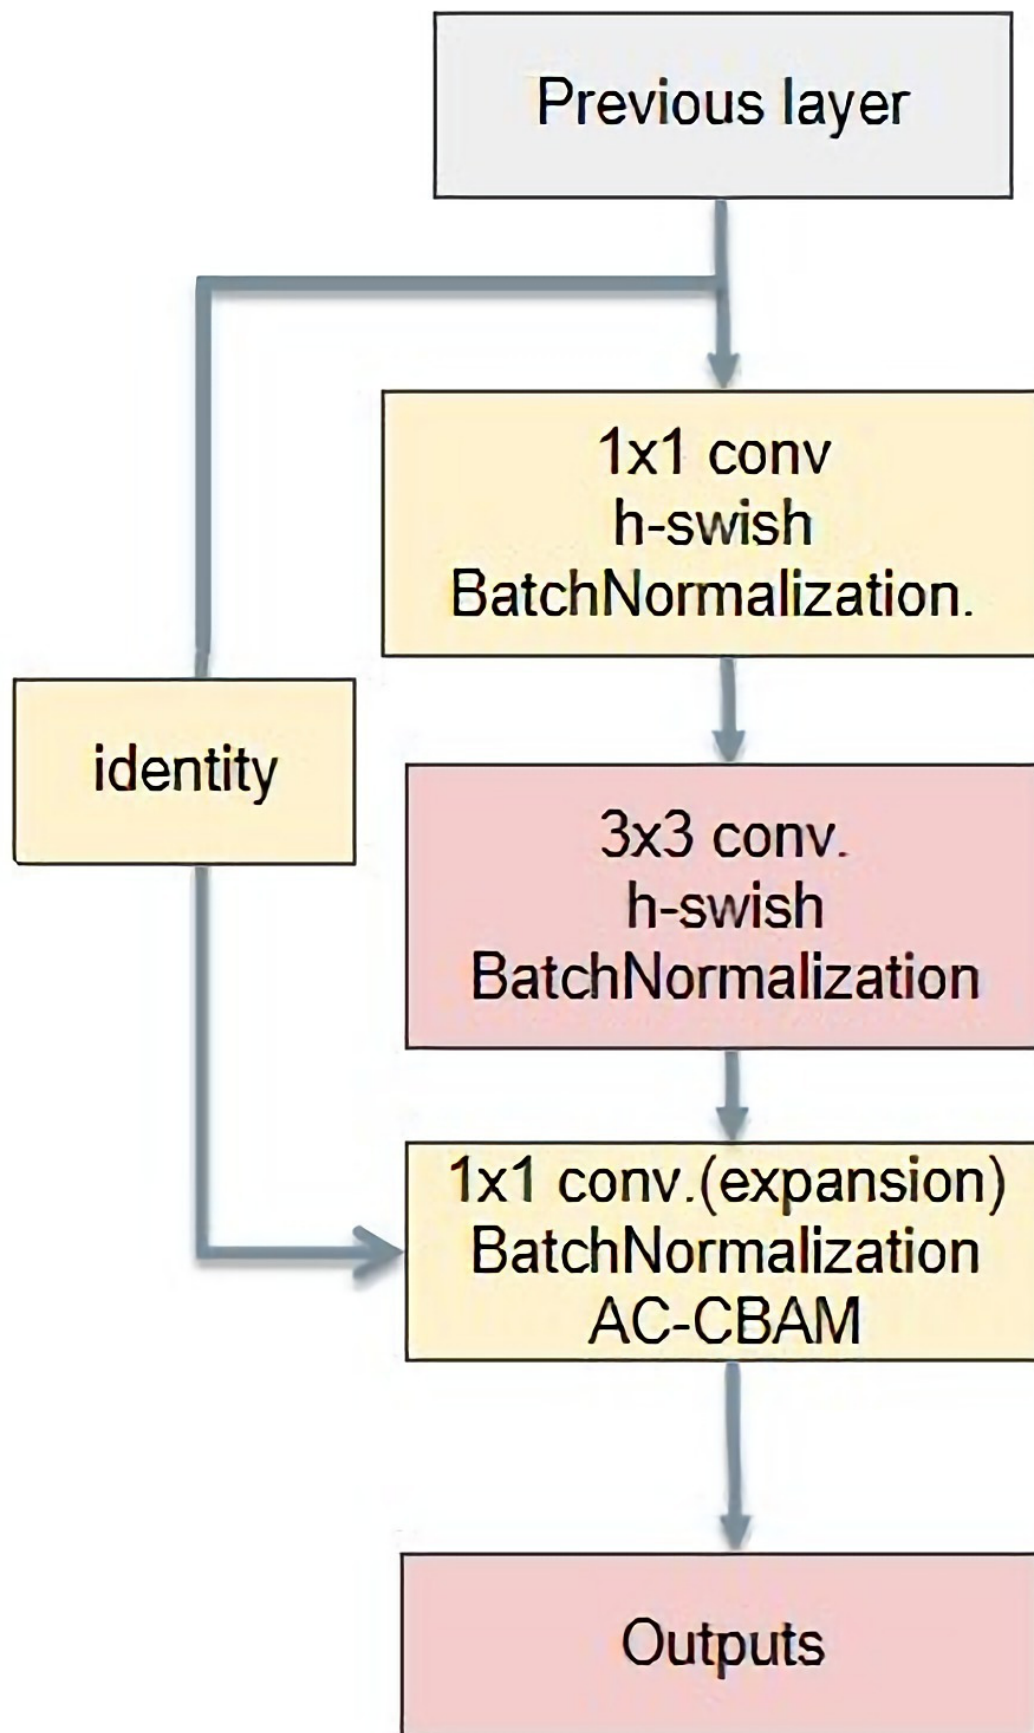 Previous layer
1x1 conv
h-swish
BatchNormalization.
identity
3x3 conv.
h-swish
BatchNormalization
1x1 conv.(expansion)
BatchNormalization
AC-CBAM
Outputs